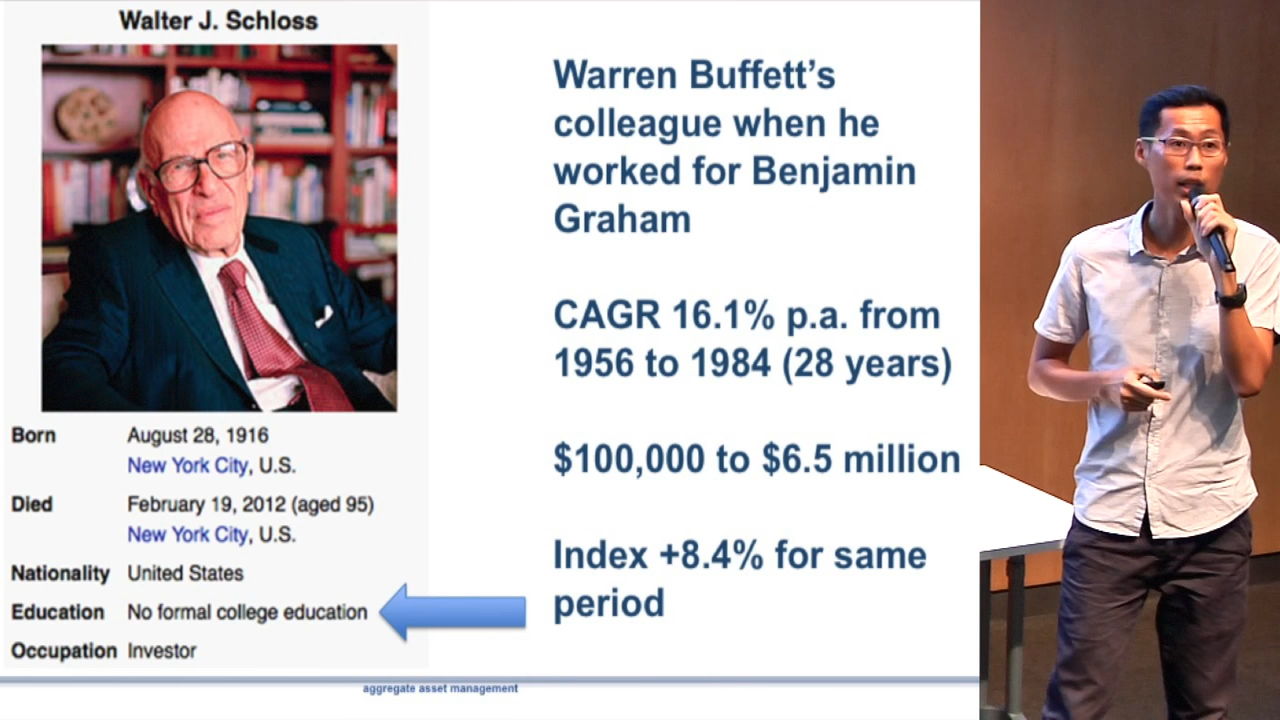 Walter J. Schloss
Born August 28, 1916
New York City, U.S.
Died February 19, 2012 (aged 95)
New York City, U.S.
Nationality United States
Education No formal college education
Occupation Investor
Warren Buffett’s
colleague when he
worked for Benjamin
Graham
CAGR 16.1% p.a. from
1956 to 1984 (28 years)
$100,000 to $6.5 million
Index +8.4% for same
period
aggregate asset management